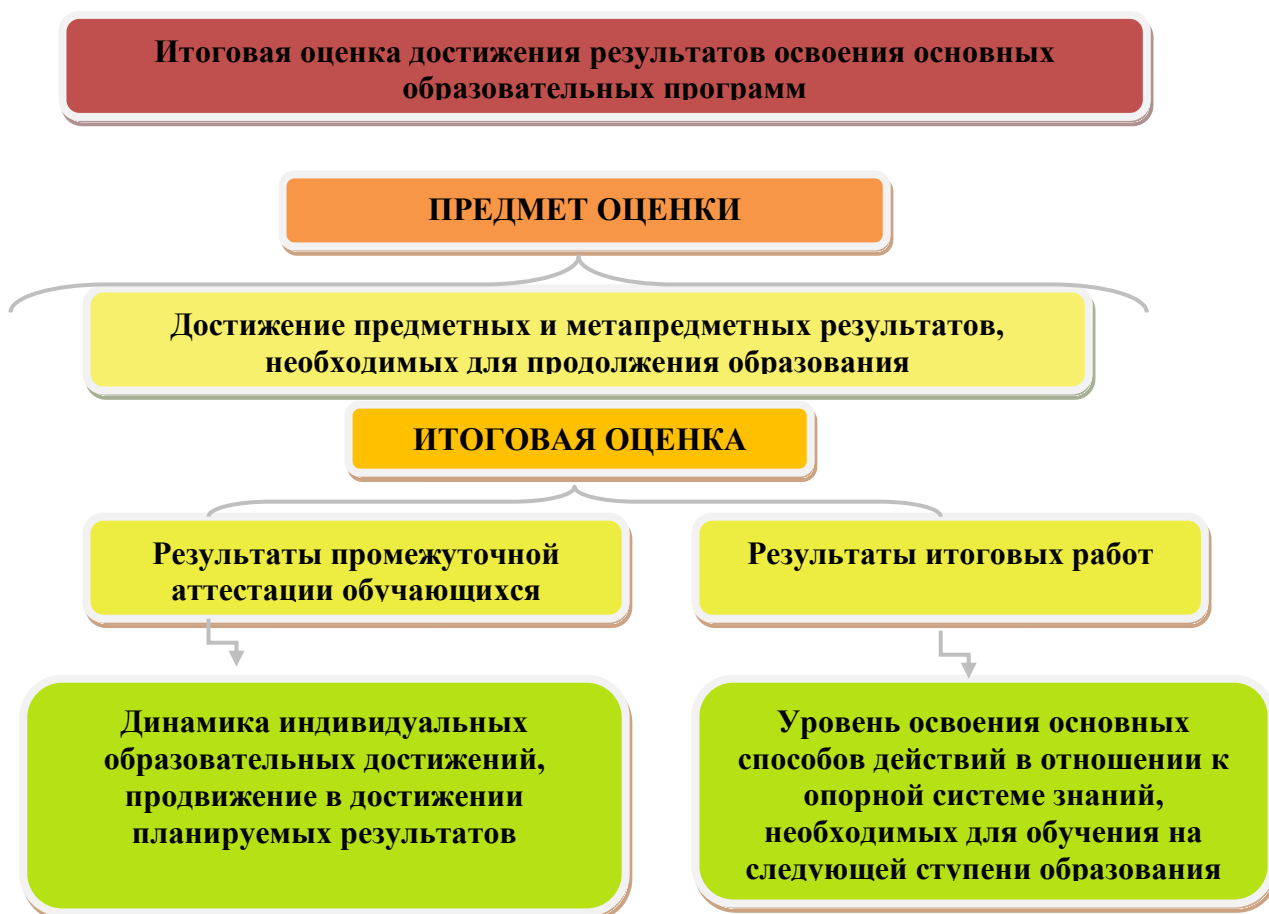 Итоговая оценка достижения результатов освоения основных
образовательных программ
ПРЕДМЕТ ОЦЕНКИ
Достижение предметных и метапредметных результатов,
необходимых для продолжения образования
ИТОГОВАЯ ОЦЕНКА
Результаты промежуточной
аттестации обучающихся
Результаты итоговых работ
Динамика индивидуальных
образовательных достижений,
продвижение в достижении
планируемых результатов
Уровень освоения основных
способов действий в отношении к
опорной системе знаний,
необходимых для обучения на
следующей ступени образования